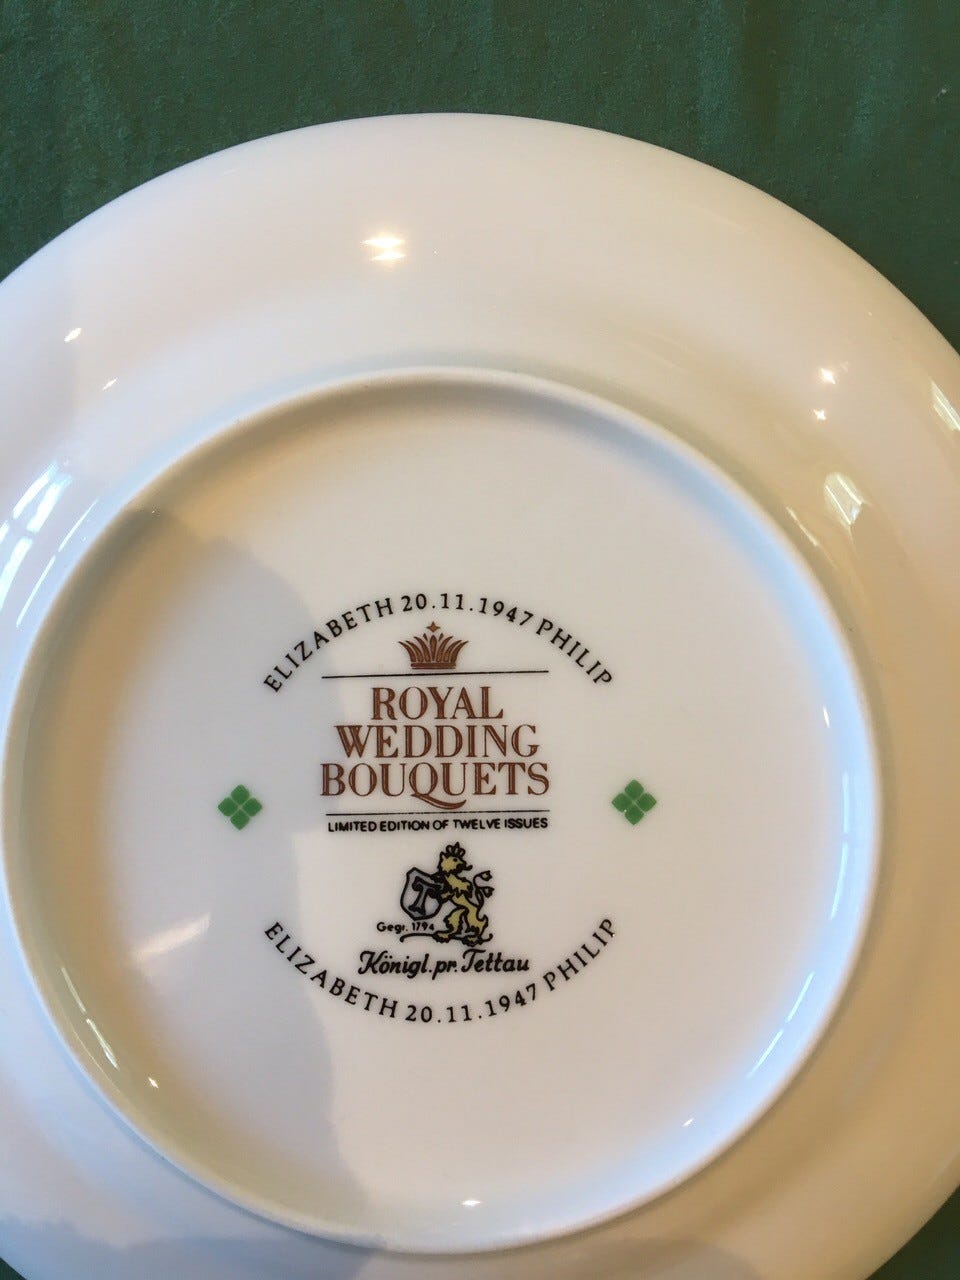 ELIZABETH 20.11.1947 PHILIP
ROYAL
WEDDING
BOUQUETS
LIMITED EDITION OF TWELVE ISSUES
T
Gegr. 1794
Königl. pr. Tettau
ELIZABETH 20.11.1947 PHILIP